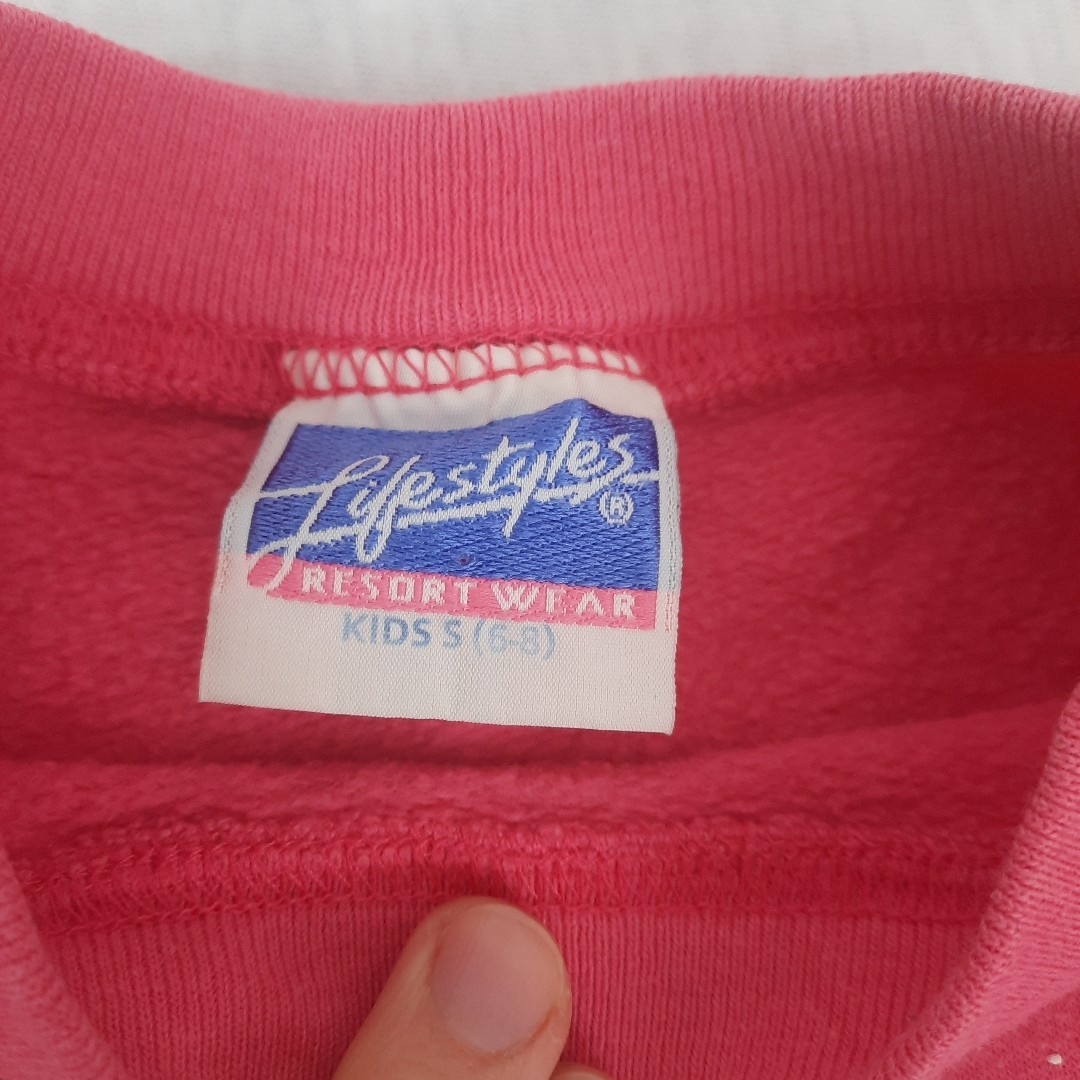 Lifestyles®
RESORT WEAR
KIDS S (6-8)